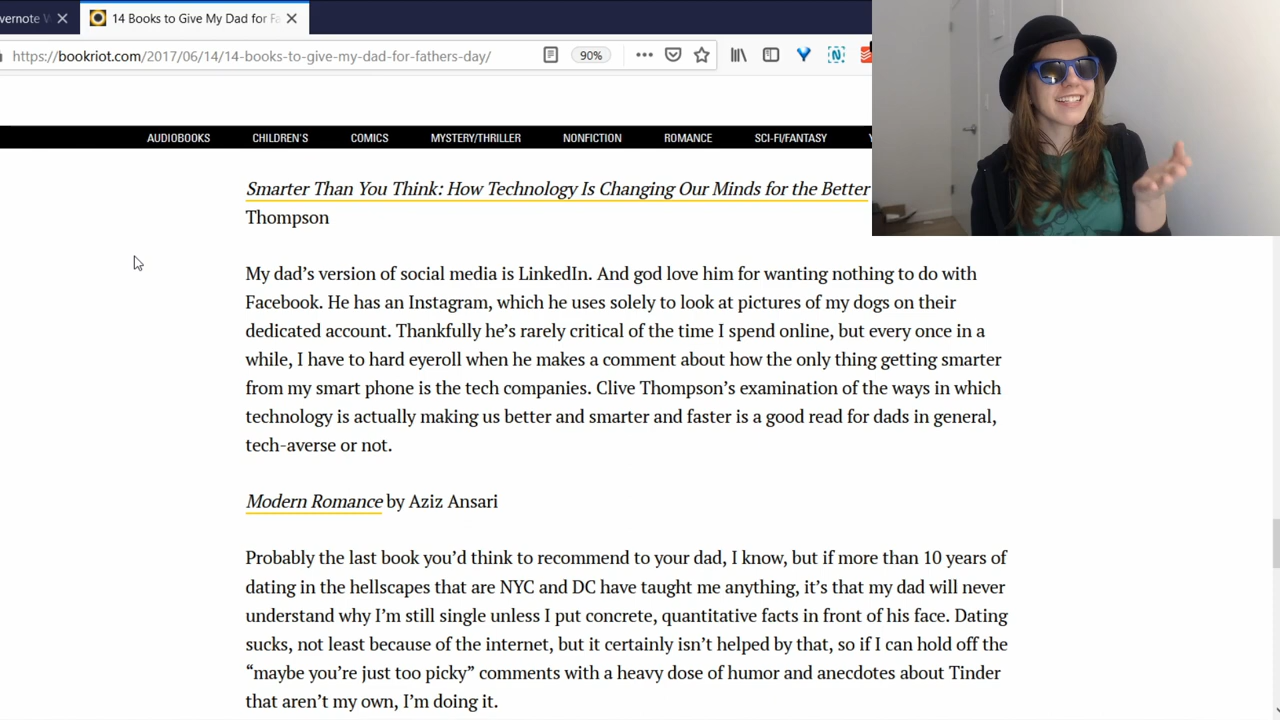 vernote W
14 Books to Give My Dad for Fa
https://bookriot.com/2017/06/14/14-books-to-give-my-dad-for-fathers-day/
90%
AUDIOBOOKS CHILDREN'S COMICS MYSTERY/THRILLER NONFICTION ROMANCE SCI-FI/FANTASY
Smarter Than You Think: How Technology Is Changing Our Minds for the Better
Thompson
My dad’s version of social media is LinkedIn. And god love him for wanting nothing to do with
Facebook. He has an Instagram, which he uses solely to look at pictures of my dogs on their
dedicated account. Thankfully he’s rarely critical of the time I spend online, but every once in a
while, I have to hard eyeroll when he makes a comment about how the only thing getting smarter
from my smart phone is the tech companies. Clive Thompson’s examination of the ways in which
technology is actually making us better and smarter and faster is a good read for dads in general,
tech-averse or not.
Modern Romance by Aziz Ansari
Probably the last book you’d think to recommend to your dad, I know, but if more than 10 years of
dating in the hellscapes that are NYC and DC have taught me anything, it’s that my dad will never
understand why I’m still single unless I put concrete, quantitative facts in front of his face. Dating
sucks, not least because of the internet, but it certainly isn’t helped by that, so if I can hold off the
“maybe you’re just too picky” comments with a heavy dose of humor and anecdotes about Tinder
that aren’t my own, I’m doing it.